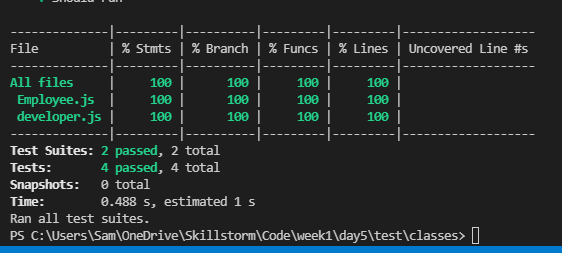 Should run
--------------|---------|----------|---------|---------|-------------------
File          | % Stmts | % Branch | % Funcs | % Lines | Uncovered Line #s
--------------|---------|----------|---------|---------|-------------------
All files     |     100 |      100 |     100 |     100 |
 Employee.js  |     100 |      100 |     100 |     100 |
 developer.js |     100 |      100 |     100 |     100 |
--------------|---------|----------|---------|---------|-------------------
Test Suites: 2 passed, 2 total
Tests:       4 passed, 4 total
Snapshots:   0 total
Time:        0.488 s, estimated 1 s
Ran all test suites.
PS C:\Users\Sam\OneDrive\Skillstorm\Code\week1\day5\test\classes>